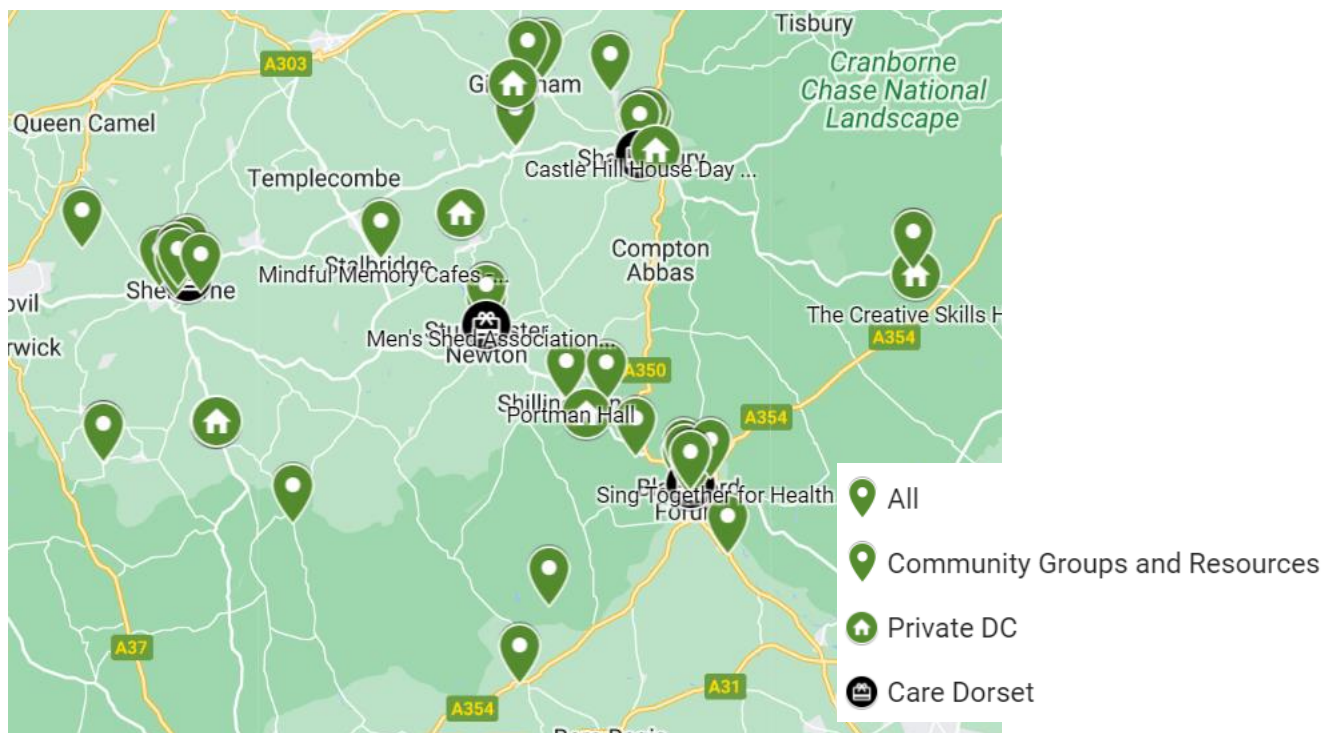 Tisbury
A303
Cranborne
Chase National
Landscape
Queen Camel
Castle Hill House Day ...
Templecombe
Compton
Abbas
Stalbridge
Mindful Memory Cafes - ...
The Creative Skills H
A354
Men's Shed Association...
Newton
A350
Portman Hall
A354
Sing Together for Health
All
Community Groups and Resources
Private DC
Care Dorset
A37
A31
A354